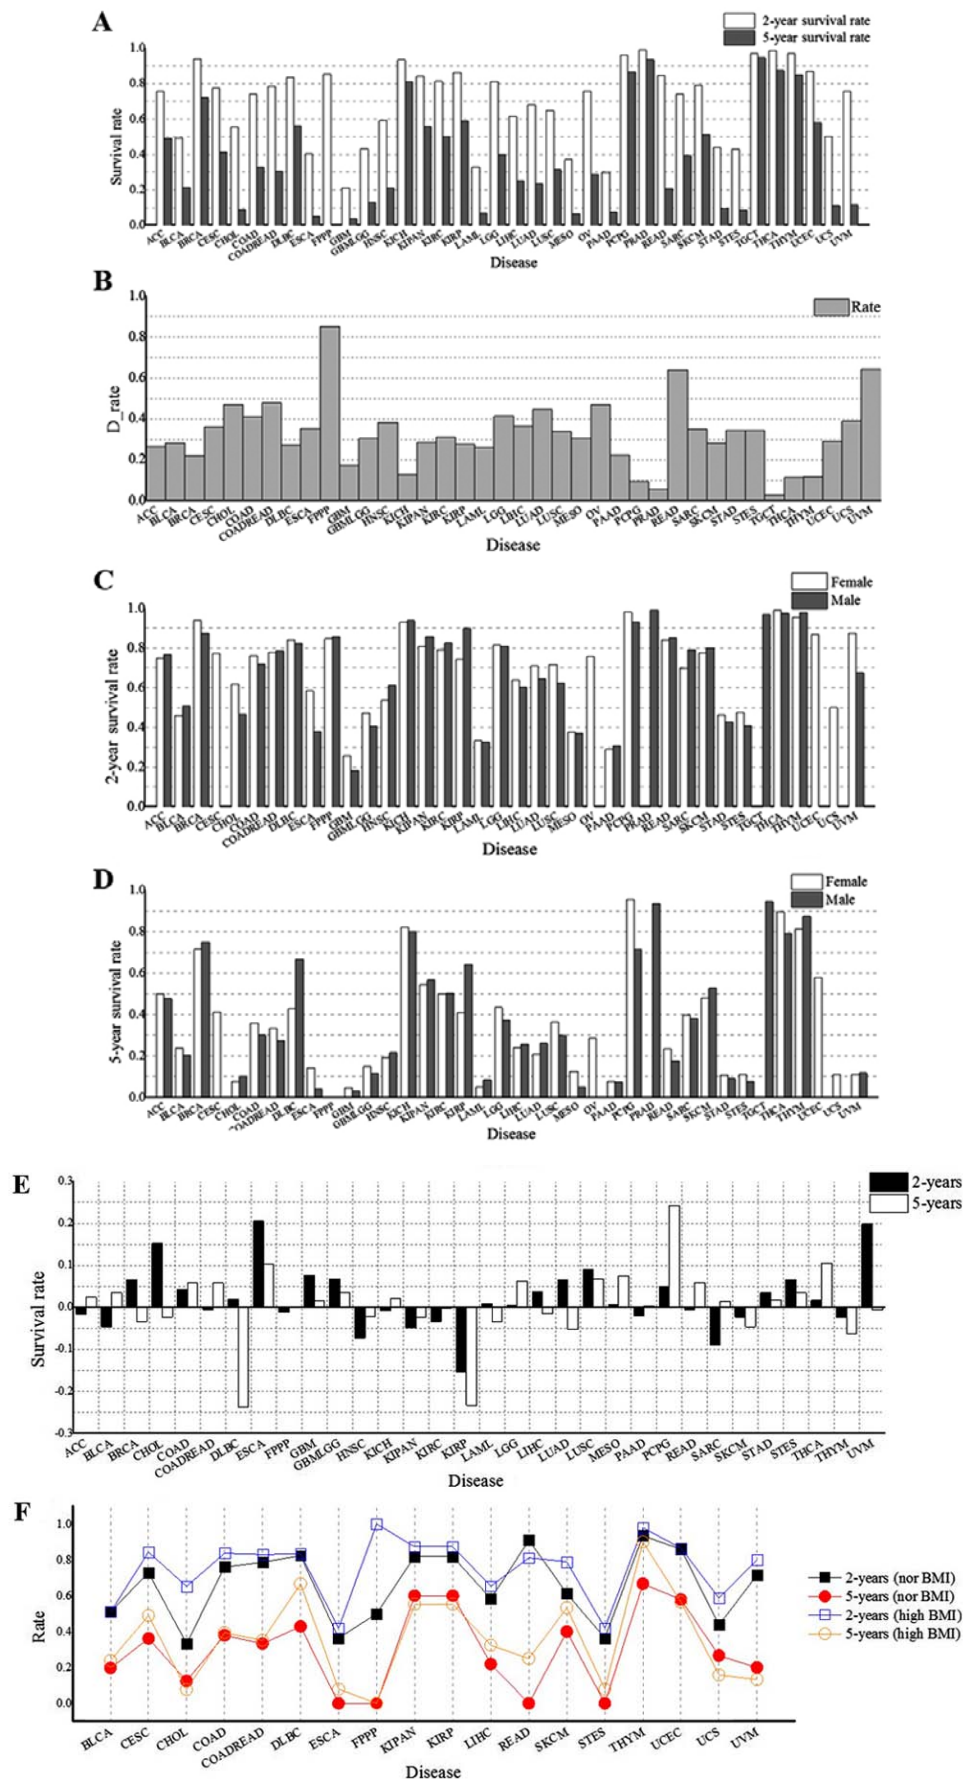 A
2-year survival rate
5-year survival rate
1.0
0.8
0.6
0.4
0.2
0.0
Survival rate
ACC BLCA BRCA CESC CHOL COAD COADREAD DLBC ESCA FPPP GBM GBMLGG HNSC KICH KIPAN KIRC KIRP LAML LGG LIHC LUAD LUSC MESO OV PAAD PCPG PRAD READ SARC SKCM STAD STES TGCT THCA THYM UCEC UCS UVM
Disease
B
Rate
1.0
0.8
0.6
0.4
0.2
0.0
D_rate
ACC BLCA BRCA CESC CHOL COAD COADREAD DLBC ESCA FPPP GBM GBMLGG HNSC KICH KIPAN KIRC KIRP LAML LGG LIHC LUAD LUSC MESO OV PAAD PCPG PRAD READ SARC SKCM STAD STES TGCT THCA THYM UCEC UCS UVM
Disease
C
Female
Male
1.0
0.8
0.6
0.4
0.2
0.0
2-year survival rate
ACC BLCA BRCA CESC CHOL COAD COADREAD DLBC ESCA FPPP GBM GBMLGG HNSC KICH KIPAN KIRC KIRP LAML LGG LIHC LUAD LUSC MESO OV PAAD PCPG PRAD READ SARC SKCM STAD STES TGCT THCA THYM UCEC UCS UVM
Disease
D
Female
Male
1.0
0.8
0.6
0.4
0.2
0.0
5-year survival rate
ACC BLCA BRCA CESC CHOL COAD COADREAD DLBC ESCA FPPP GBM GBMLGG HNSC KICH KIPAN KIRC KIRP LAML LGG LIHC LUAD LUSC MESO OV PAAD PCPG PRAD READ SARC SKCM STAD STES TGCT THCA THYM UCEC UCS UVM
Disease
E
2-years
5-years
0.3
0.2
0.1
0.0
-0.1
-0.2
-0.3
Survival rate
ACC BLCA BRCA CHOL COAD COADREAD DLBC ESCA FPPP GBM GBMLGG HNSC KICH KIPAN KIRC KIRP LAML LGG LIHC LUAD LUSC MESO PAAD PCPG READ SARC SKCM STAD STES THCA THYM UVM
Disease
F
1.0
0.8
0.6
0.4
0.2
0.0
Rate
2-years (nor BMI)
5-years (nor BMI)
2-years (high BMI)
5-years (high BMI)
BLCA CESC CHOL COAD COADREAD DLBC ESCA FPPP KIPAN KIRP LIHC READ SKCM STES THYM UCEC UCS UVM
Disease